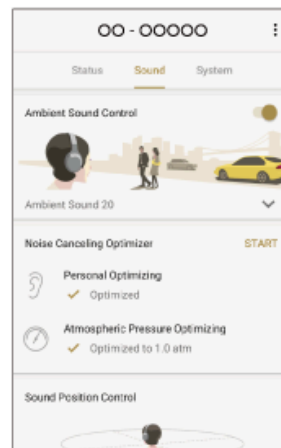 OO - OOOOO
Status Sound System
Ambient Sound Control
Ambient Sound 20
Noise Canceling Optimizer START
Personal Optimizing
Optimized
Atmospheric Pressure Optimizing
Optimized to 1.0 atm
Sound Position Control